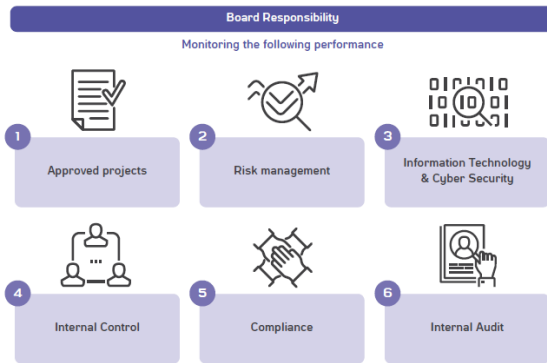 Board Responsibility
Monitoring the following performance
1
Approved projects
2
Risk management
3
Information Technology
& Cyber Security
4
Internal Control
5
Compliance
6
Internal Audit